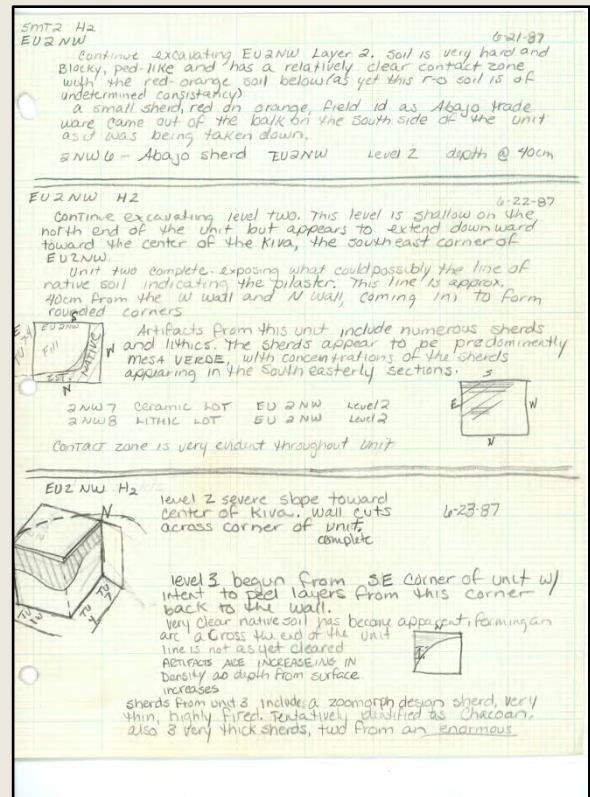 5MT2 H2
EU2NW 6-21-87
Continue excavating EU2NW Layer 2. Soil is very hard and
Blocky, ped-like and has a relatively clear contact zone
with the red-orange soil below (as yet this r-o soil is of
undetermined consistancy)
a small sherd, red on orange, field id as Abajo trade
ware came out of the balk on the south side of the unit
as it was being taken down.
2NW6 - Abajo sherd EU2NW Level 2 depth @ 40cm
EU2NW H2 6-22-87
Continue excavating level two. This level is shallow on the
north end of the unit but appears to extend downward
toward the center of the Kiva, the southeast corner of
EU2NW.
Unit two complete-exposing what could possibly the line of
native soil indicating the pilaster. This line is approx.
40cm from the W wall and N wall, coming in to form
rounded corners
S
EU2NW
E
Fill
NATIVE
W
EST.
N
Artifacts from this unit include numerous sherds
and lithics. The sherds appear to be predominently
MESA VERDE, with concentrations of the sherds
appearing in the South easterly sections.
S
E W
N
2NW7 Ceramic LOT EU 2NW Level 2
2NW8 LITHIC LOT EU 2NW Level 2
Contact zone is very evident throughout unit
EU2 NW H2
level 2 severe slope toward 6-23-87
center of Kiva. Wall cuts
across corner of unit.
complete
N
level 3 begun from SE corner of unit w/
intent to peel layers from this corner
back to the wall.
very clear native soil has become apparent, forming an
arc across the end of the unit
line is not as yet cleared
N
ARTIFACTS ARE INCREASEING IN
Density as depth from surface
increases
sherds from unit 3 include a zoomorph design sherd, very
thin, highly fired. Tentatively identified as Chacoan.
also 3 very thick sherds, two from an enormous